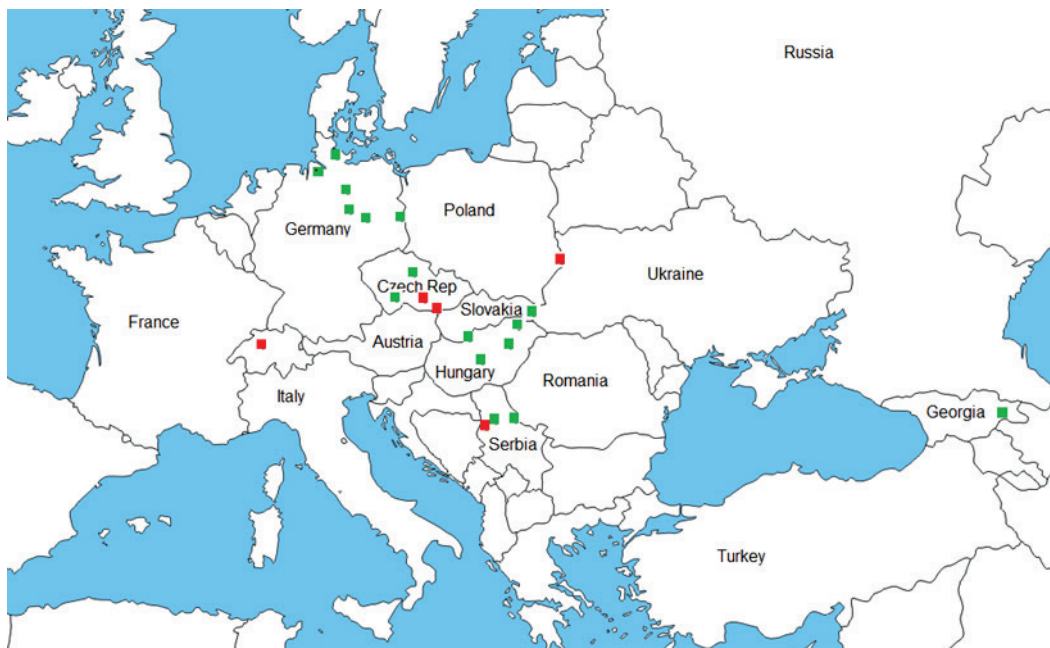 Russia
Poland
Germany
Ukraine
Czech Rep
Slovakia
France
Austria
Hungary
Romania
Italy
Georgia
Serbia
Turkey